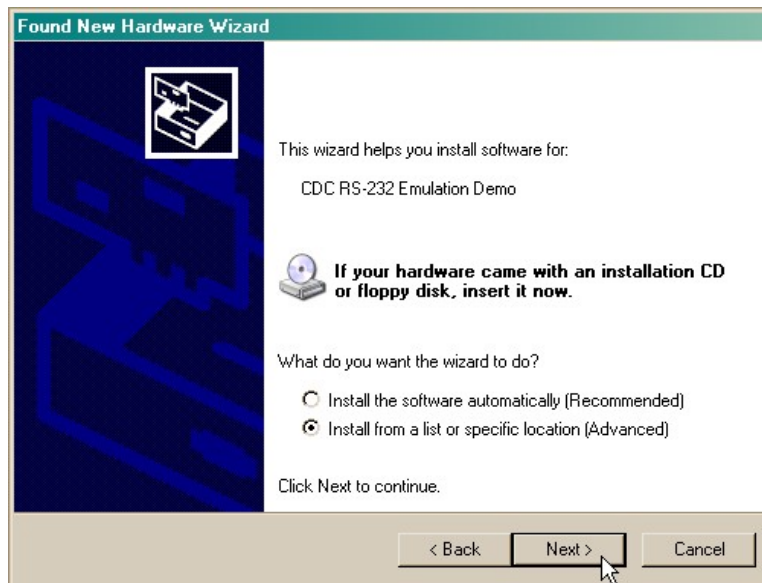 Found New Hardware Wizard
This wizard helps you install software for:
CDC RS-232 Emulation Demo
If your hardware came with an installation CD
or floppy disk, insert it now.
What do you want the wizard to do?
Install the software automatically (Recommended)
Install from a list or specific location (Advanced)
Click Next to continue.
< Back
Next >
Cancel